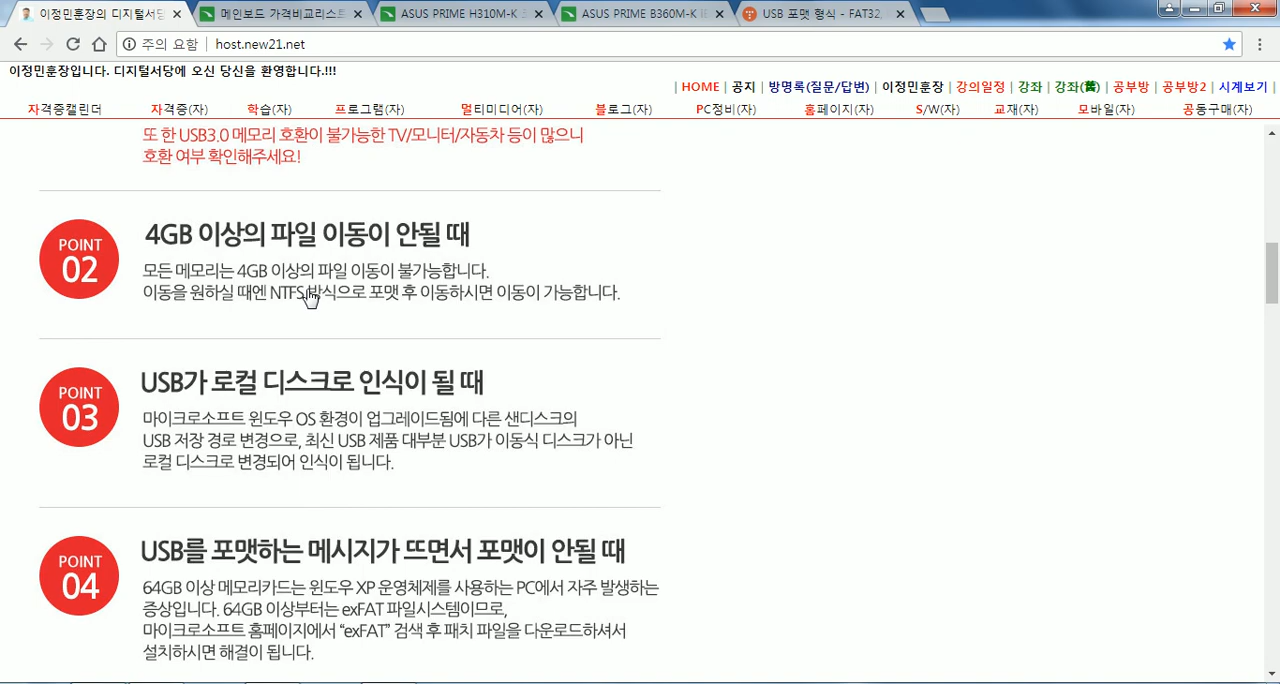 이정민훈장의 디지털서당
메인보드 가격비교리스트
ASUS PRIME H310M-K
ASUS PRIME B360M-K
USB 포맷 형식 - FAT32,
주의 요함 host.new21.net
이정민훈장입니다. 디지털서당에 오신 당신을 환영합니다.!!!
| HOME | 공지 | 방명록(질문/답변) | 이정민훈장 | 강의일정 | 강좌 | 강좌(舊) | 공부방 | 공부방2 | 시계보기 |
자격증캘린더 자격증(자) 학습(자) 프로그램(자) 멀티미디어(자) 블로그(자) PC정비(자) 홈페이지(자) S/W(자) 교재(자) 모바일(자) 공동구매(자)
또 한 USB3.0 메모리 호환이 불가능한 TV/모니터/자동차 등이 많으니
호환 여부 확인해주세요!
POINT
02
4GB 이상의 파일 이동이 안될 때
모든 메모리는 4GB 이상의 파일 이동이 불가능합니다.
이동을 원하실 때엔 NTFS 방식으로 포맷 후 이동하시면 이동이 가능합니다.
POINT
03
USB가 로컬 디스크로 인식이 될 때
마이크로소프트 윈도우 OS 환경이 업그레이드됨에 다른 샌디스크의
USB 저장 경로 변경으로, 최신 USB 제품 대부분 USB가 이동식 디스크가 아닌
로컬 디스크로 변경되어 인식이 됩니다.
POINT
04
USB를 포맷하는 메시지가 뜨면서 포맷이 안될 때
64GB 이상 메모리카드는 윈도우 XP 운영체제를 사용하는 PC에서 자주 발생하는
증상입니다. 64GB 이상부터는 exFAT 파일시스템이므로,
마이크로소프트 홈페이지에서 “exFAT” 검색 후 패치 파일을 다운로드하셔서
설치하시면 해결이 됩니다.